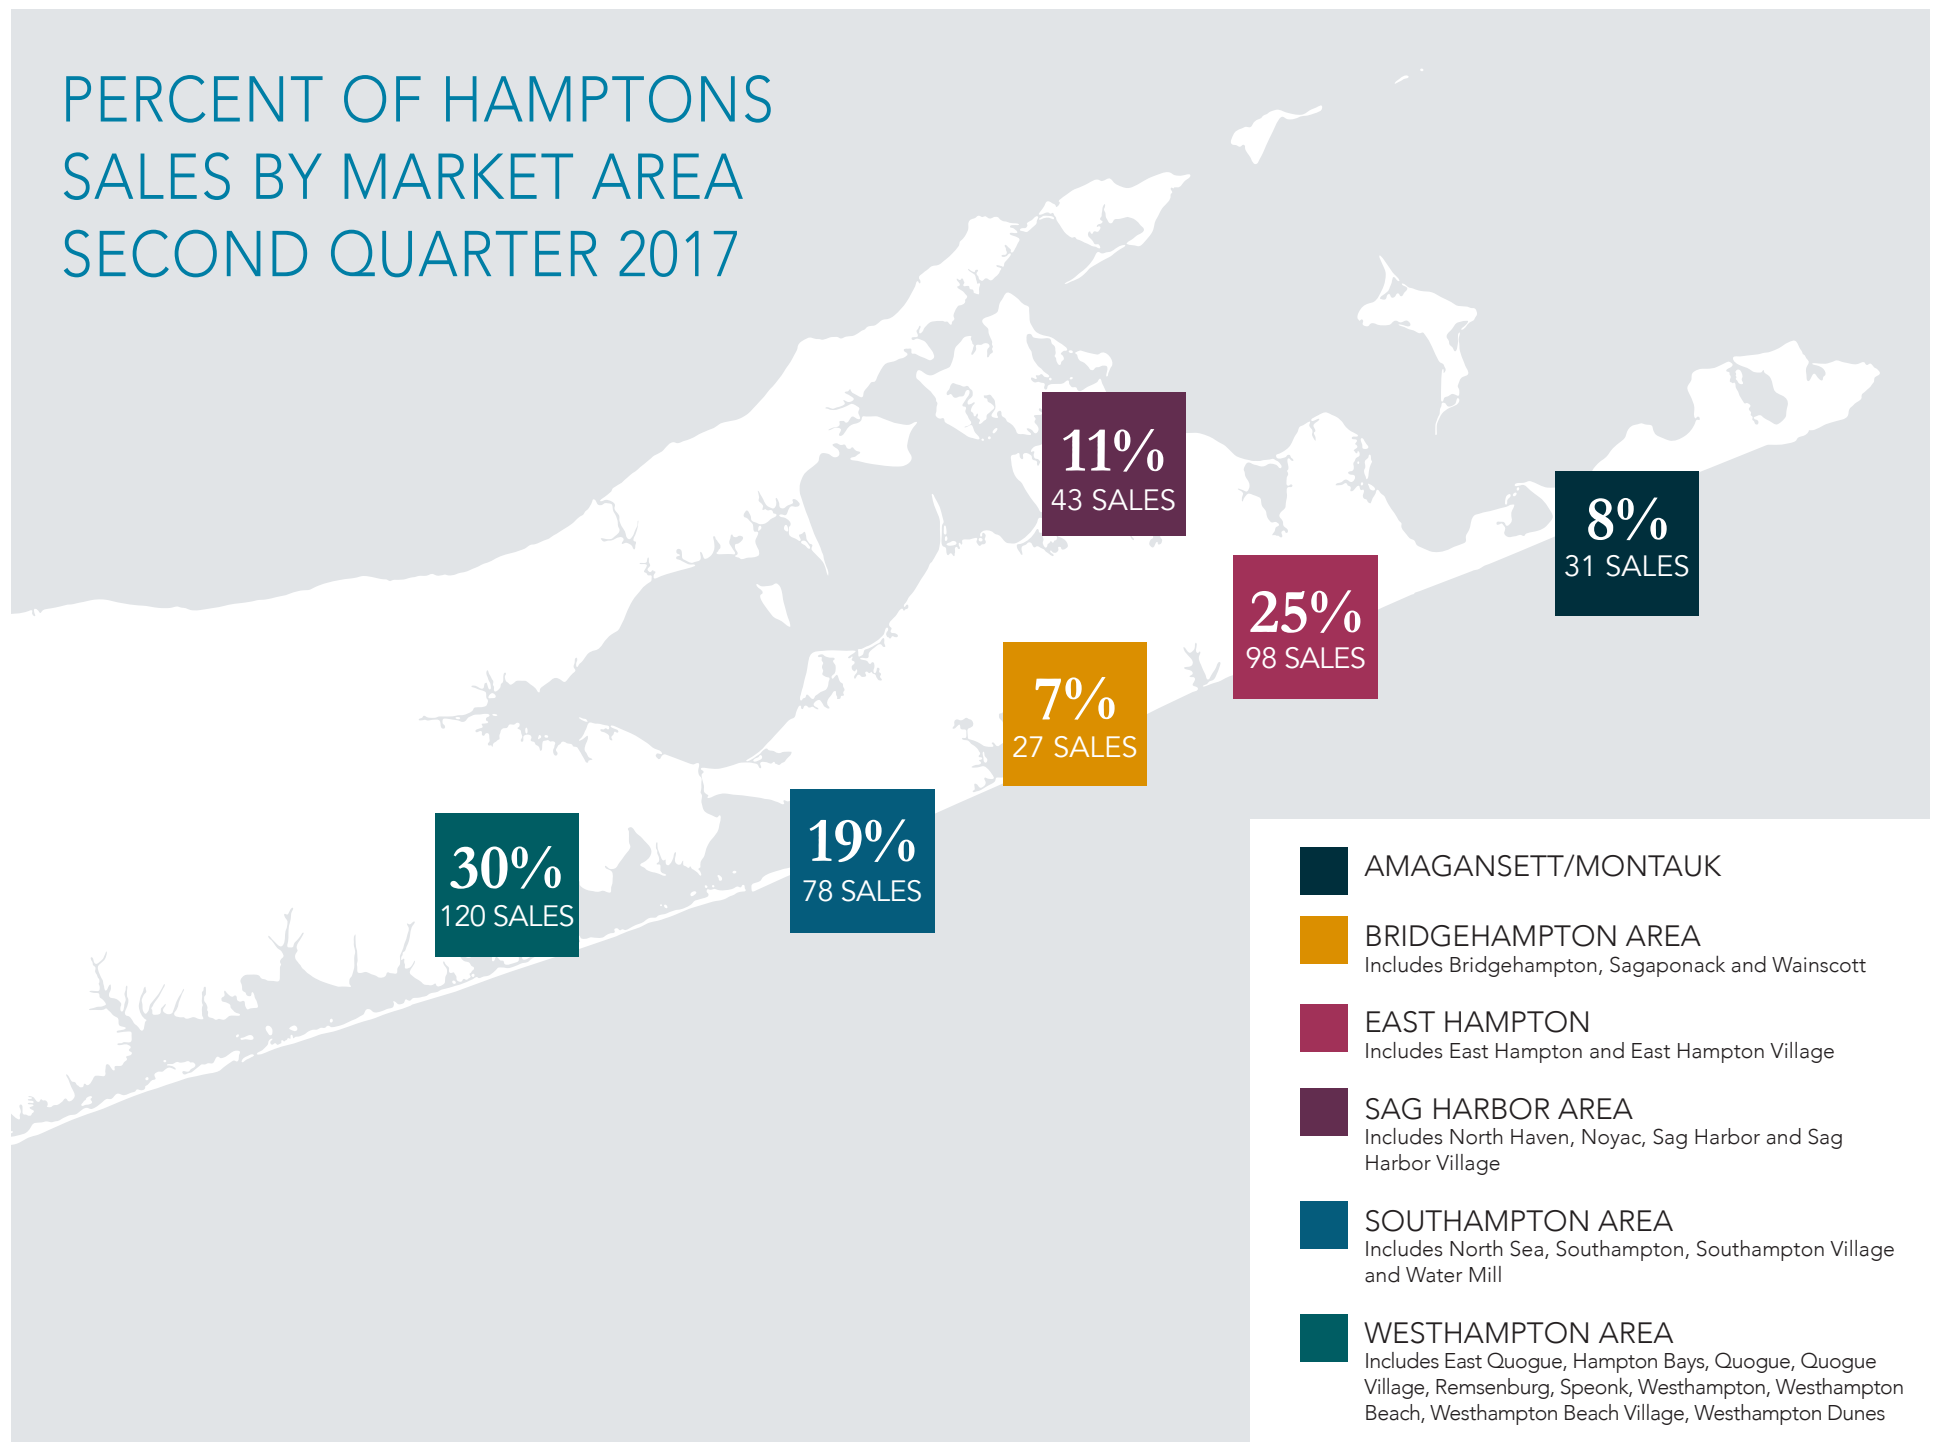 PERCENT OF HAMPTONS
SALES BY MARKET AREA
SECOND QUARTER 2017
11%
43 SALES
8%
31 SALES
25%
98 SALES
7%
27 SALES
19%
78 SALES
30%
120 SALES
AMAGANSETT/MONTAUK
BRIDGEHAMPTON AREA
Includes Bridgehampton, Sagaponack and Wainscott
EAST HAMPTON
Includes East Hampton and East Hampton Village
SAG HARBOR AREA
Includes North Haven, Noyac, Sag Harbor and Sag
Harbor Village
SOUTHAMPTON AREA
Includes North Sea, Southampton, Southampton Village
and Water Mill
WESTHAMPTON AREA
Includes East Quogue, Hampton Bays, Quogue, Quogue
Village, Remsenburg, Speonk, Westhampton, Westhampton
Beach, Westhampton Beach Village, Westhampton Dunes